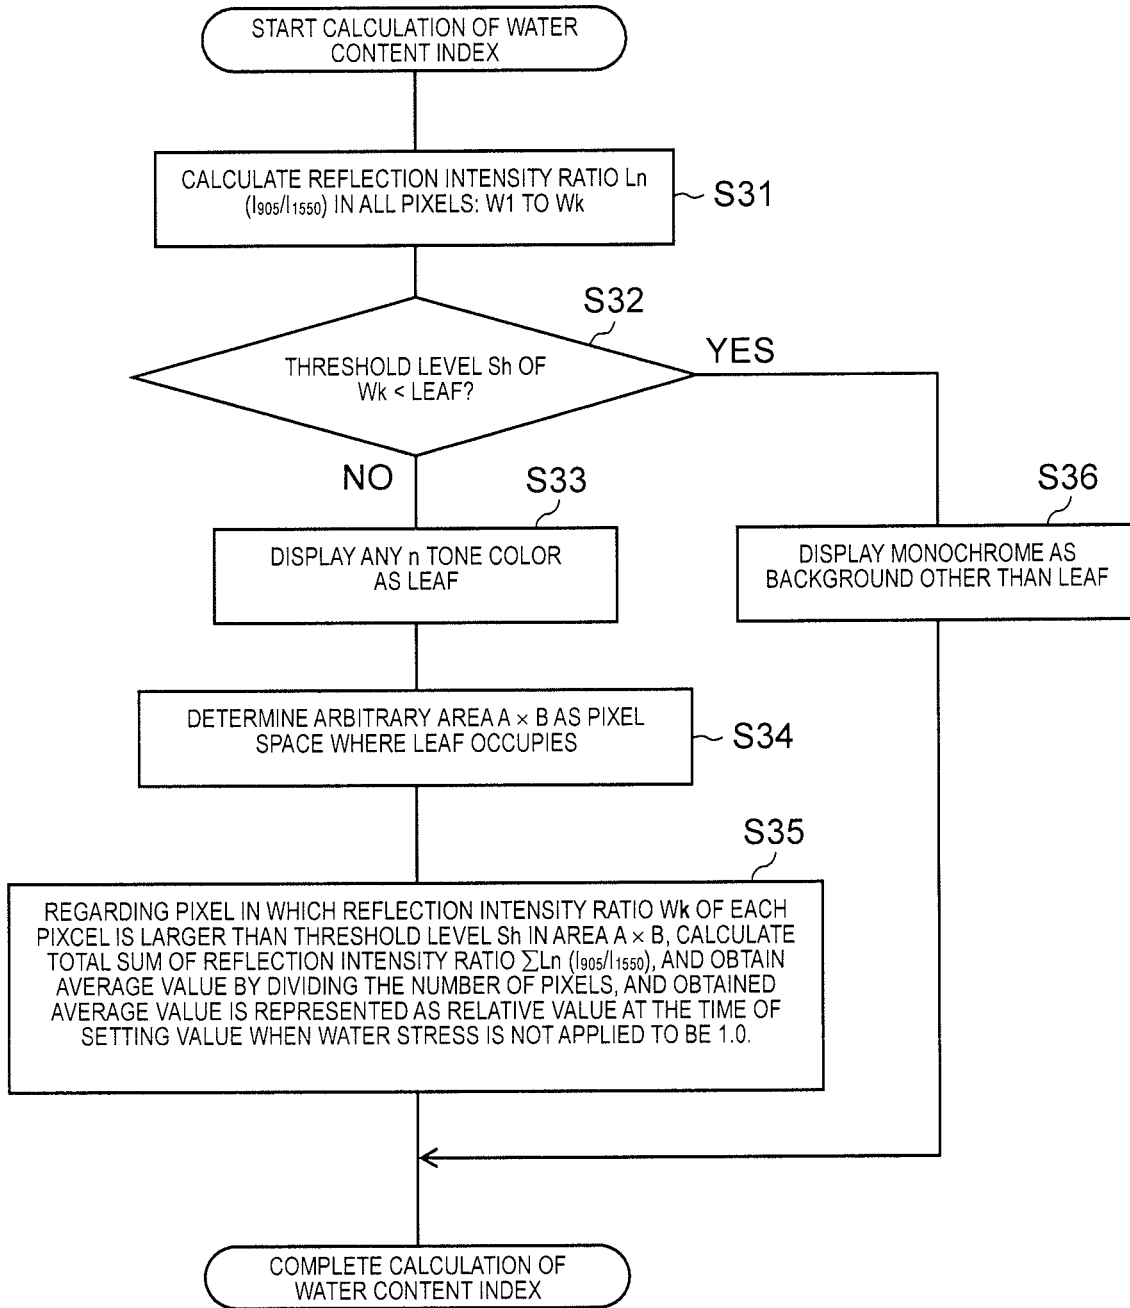 START CALCULATION OF WATER
CONTENT INDEX
CALCULATE REFLECTION INTENSITY RATIO Ln
(I905/I1550) IN ALL PIXELS: W1 TO Wk
S31
S32
THRESHOLD LEVEL Sh OF
Wk < LEAF?
YES
NO
S33
DISPLAY ANY n TONE COLOR
AS LEAF
S36
DISPLAY MONOCHROME AS
BACKGROUND OTHER THAN LEAF
DETERMINE ARBITRARY AREA A × B AS PIXEL
SPACE WHERE LEAF OCCUPIES
S34
S35
REGARDING PIXEL IN WHICH REFLECTION INTENSITY RATIO Wk OF EACH
PIXCEL IS LARGER THAN THRESHOLD LEVEL Sh IN AREA A × B, CALCULATE
TOTAL SUM OF REFLECTION INTENSITY RATIO ∑Ln (I905/I1550), AND OBTAIN
AVERAGE VALUE BY DIVIDING THE NUMBER OF PIXELS, AND OBTAINED
AVERAGE VALUE IS REPRESENTED AS RELATIVE VALUE AT THE TIME OF
SETTING VALUE WHEN WATER STRESS IS NOT APPLIED TO BE 1.0.
COMPLETE CALCULATION OF
WATER CONTENT INDEX